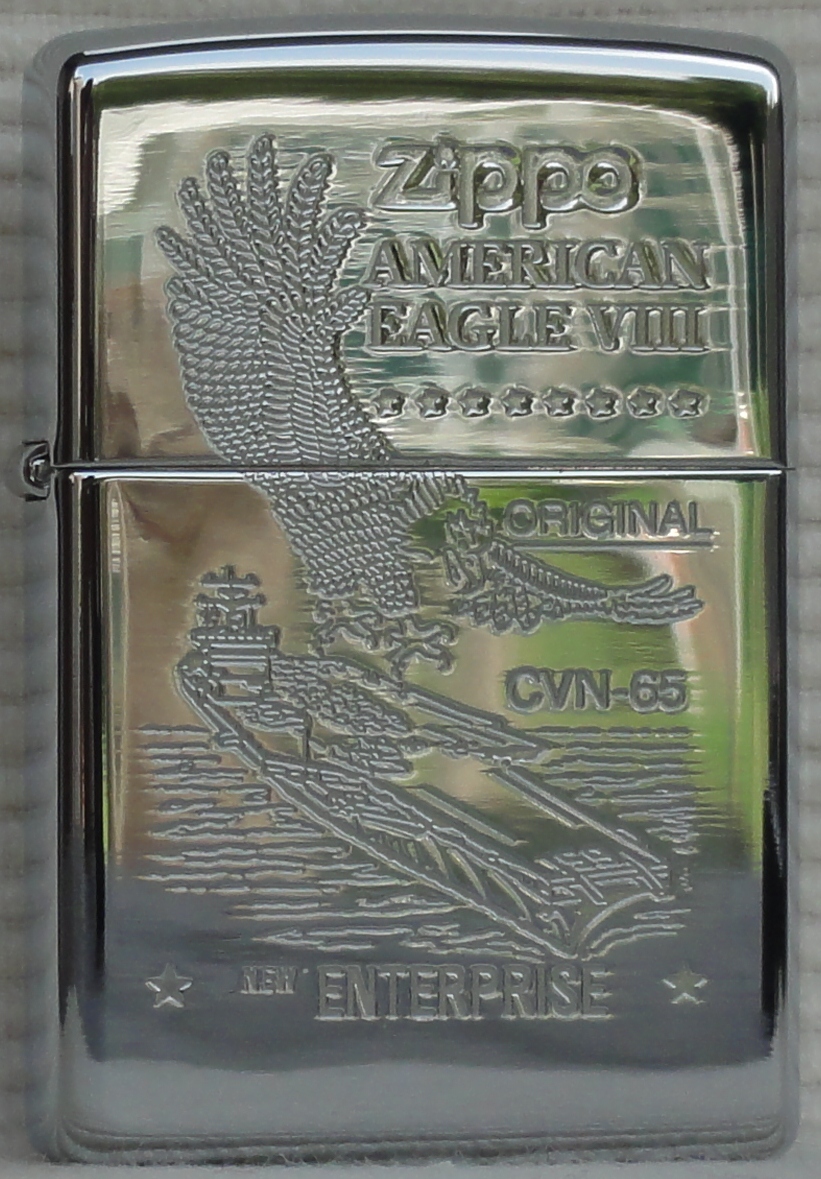 Zippo
AMERICAN
EAGLE VIII
ORIGINAL
CVN-65
"NEW" ENTERPRISE